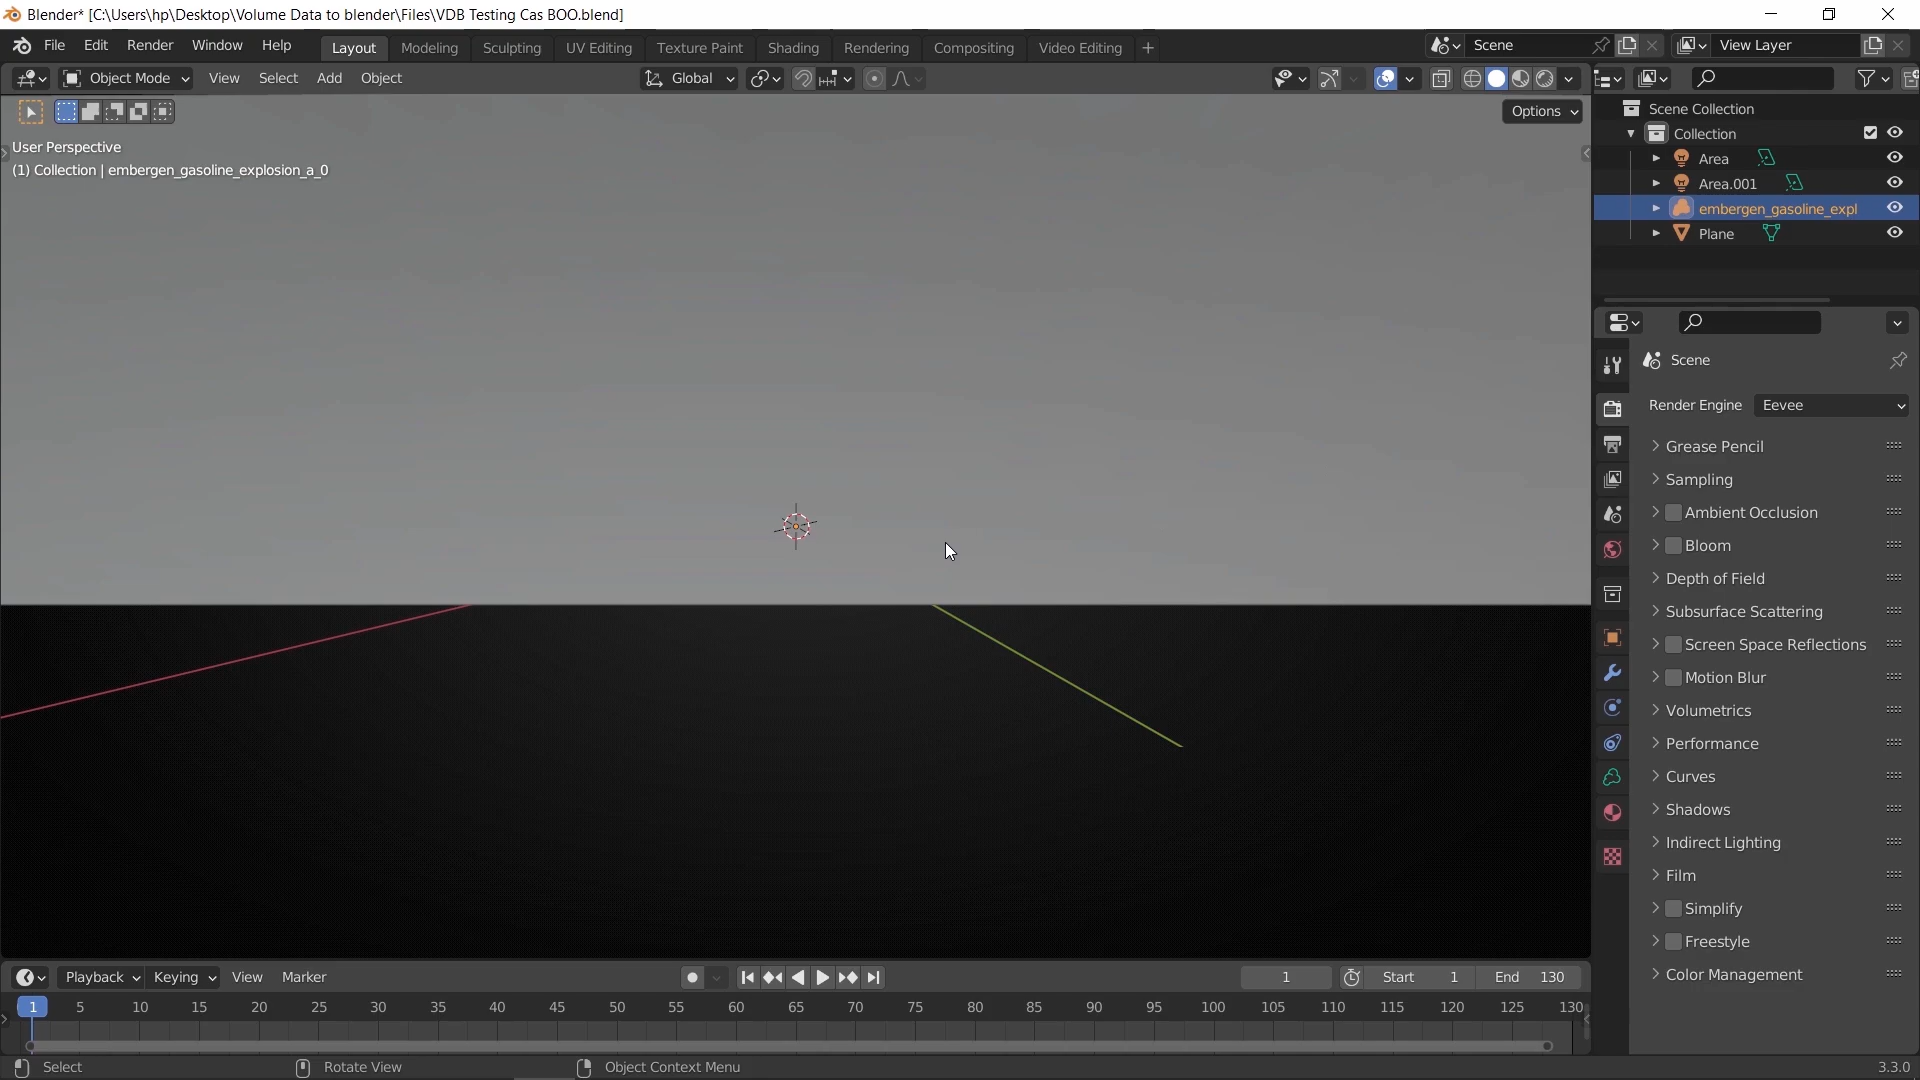 Blender* [C:\Users\hp\Desktop\Volume Data to blender\Files\VDB Testing Cas BOO.blend]
File Edit Render Window Help
Layout Modeling Sculpting UV Editing Texture Paint Shading Rendering Compositing Video Editing +
Scene
View Layer
Object Mode View Select Add Object
Global
Options
User Perspective
(1) Collection | embergen_gasoline_explosion_a_0
Scene Collection
Collection
Area
Area.001
embergen_gasoline_expl
Plane
Scene
Render Engine Eevee
Grease Pencil
Sampling
Ambient Occlusion
Bloom
Depth of Field
Subsurface Scattering
Screen Space Reflections
Motion Blur
Volumetrics
Performance
Curves
Shadows
Indirect Lighting
Film
Simplify
Freestyle
Color Management
Playback Keying View Marker
1 Start 1 End 130
1 5 10 15 20 25 30 35 40 45 50 55 60 65 70 75 80 85 90 95 100 105 110 115 120 125 130
Select Rotate View Object Context Menu 3.3.0